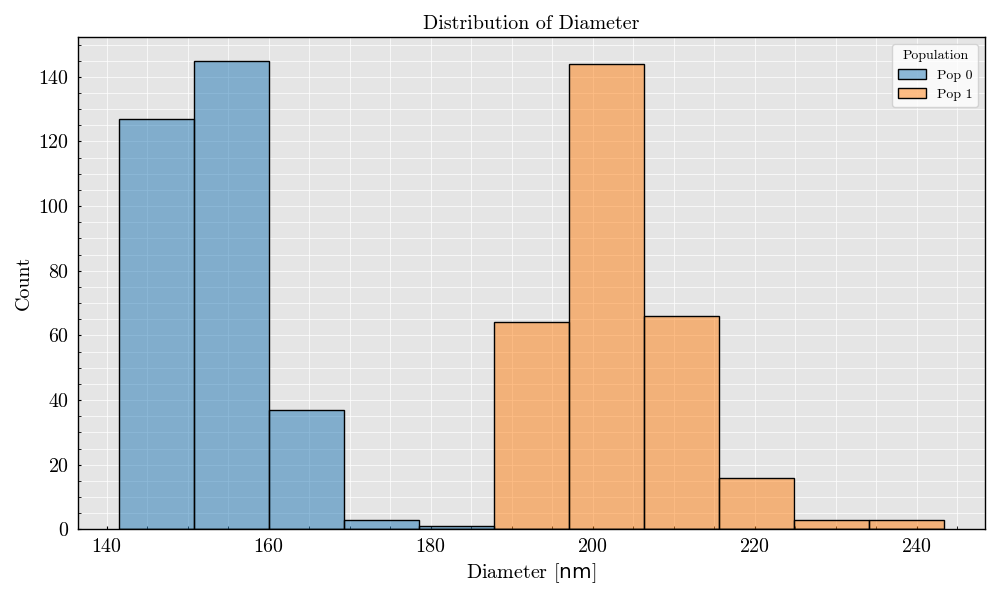 Distribution of Diameter
Population
Pop 0
Pop 1
Count
140
120
100
80
60
40
20
0
140 160 180 200 220 240
Diameter [nm]